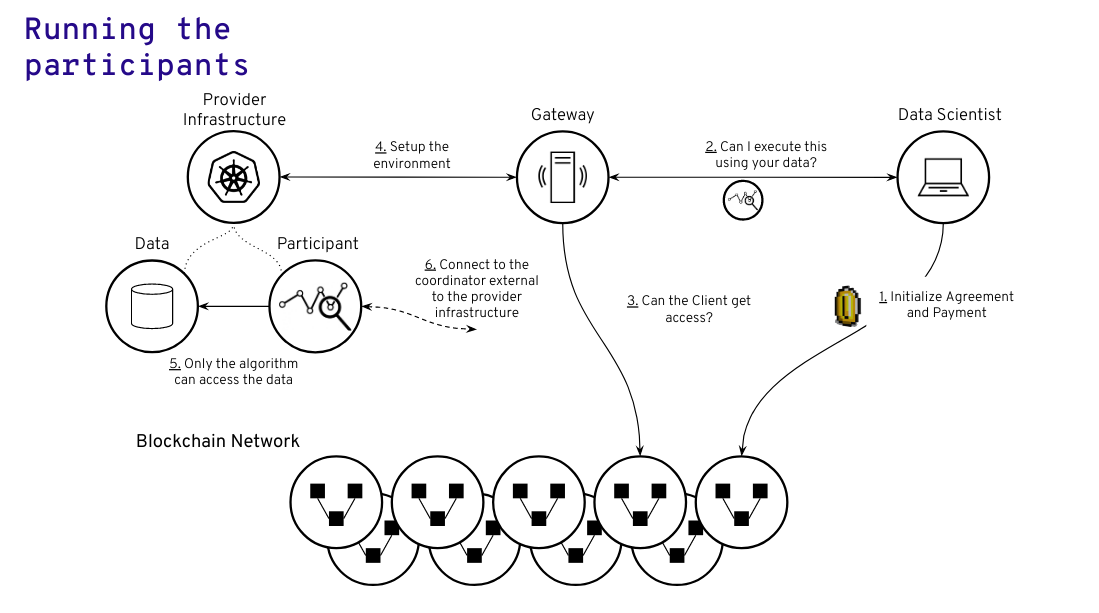 Running the
participants
Provider
Infrastructure
Gateway
Data Scientist
4. Setup the
environment
2. Can I execute this
using your data?
Data
Participant
6. Connect to the
coordinator external
to the provider
infrastructure
3. Can the Client get
access?
1. Initialize Agreement
and Payment
5. Only the algorithm
can access the data
Blockchain Network